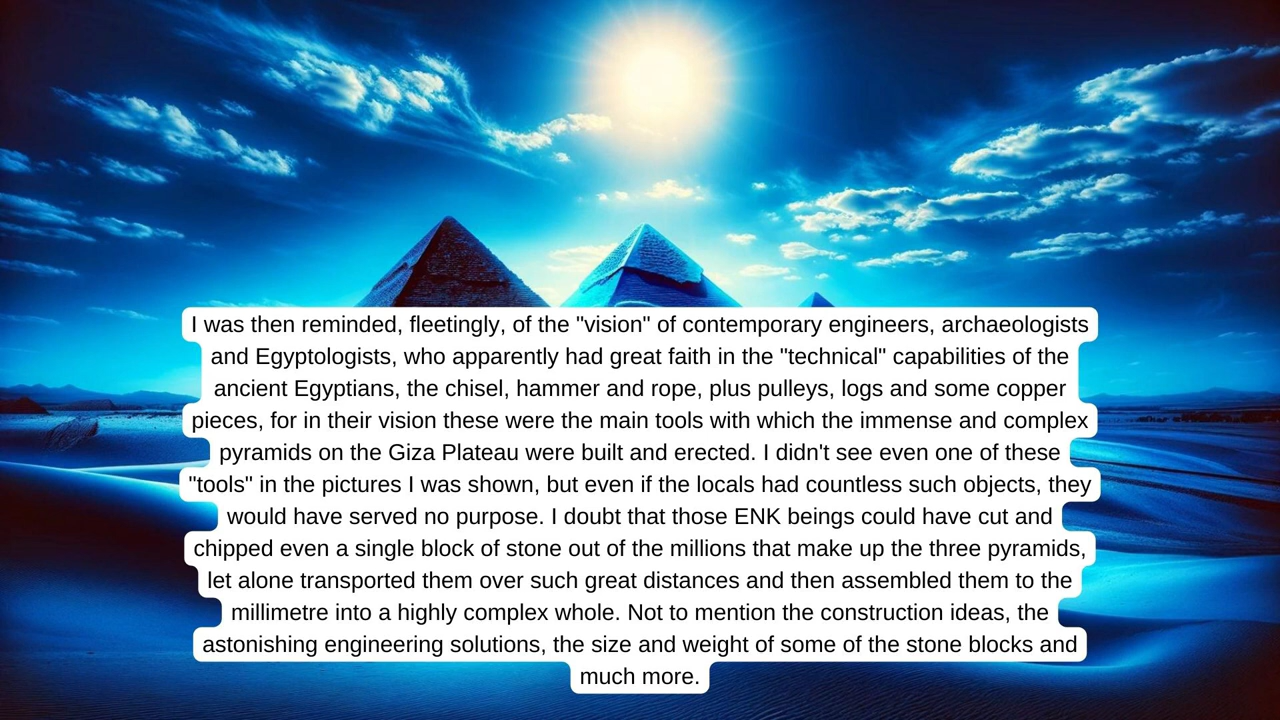 I was then reminded, fleetingly, of the "vision" of contemporary engineers, archaeologists
and Egyptologists, who apparently had great faith in the "technical" capabilities of the
ancient Egyptians, the chisel, hammer and rope, plus pulleys, logs and some copper
pieces, for in their vision these were the main tools with which the immense and complex
pyramids on the Giza Plateau were built and erected. I didn't see even one of these
"tools" in the pictures I was shown, but even if the locals had countless such objects, they
would have served no purpose. I doubt that those ENK beings could have cut and
chipped even a single block of stone out of the millions that make up the three pyramids,
let alone transported them over such great distances and then assembled them to the
millimetre into a highly complex whole. Not to mention the construction ideas, the
astonishing engineering solutions, the size and weight of some of the stone blocks and
much more.